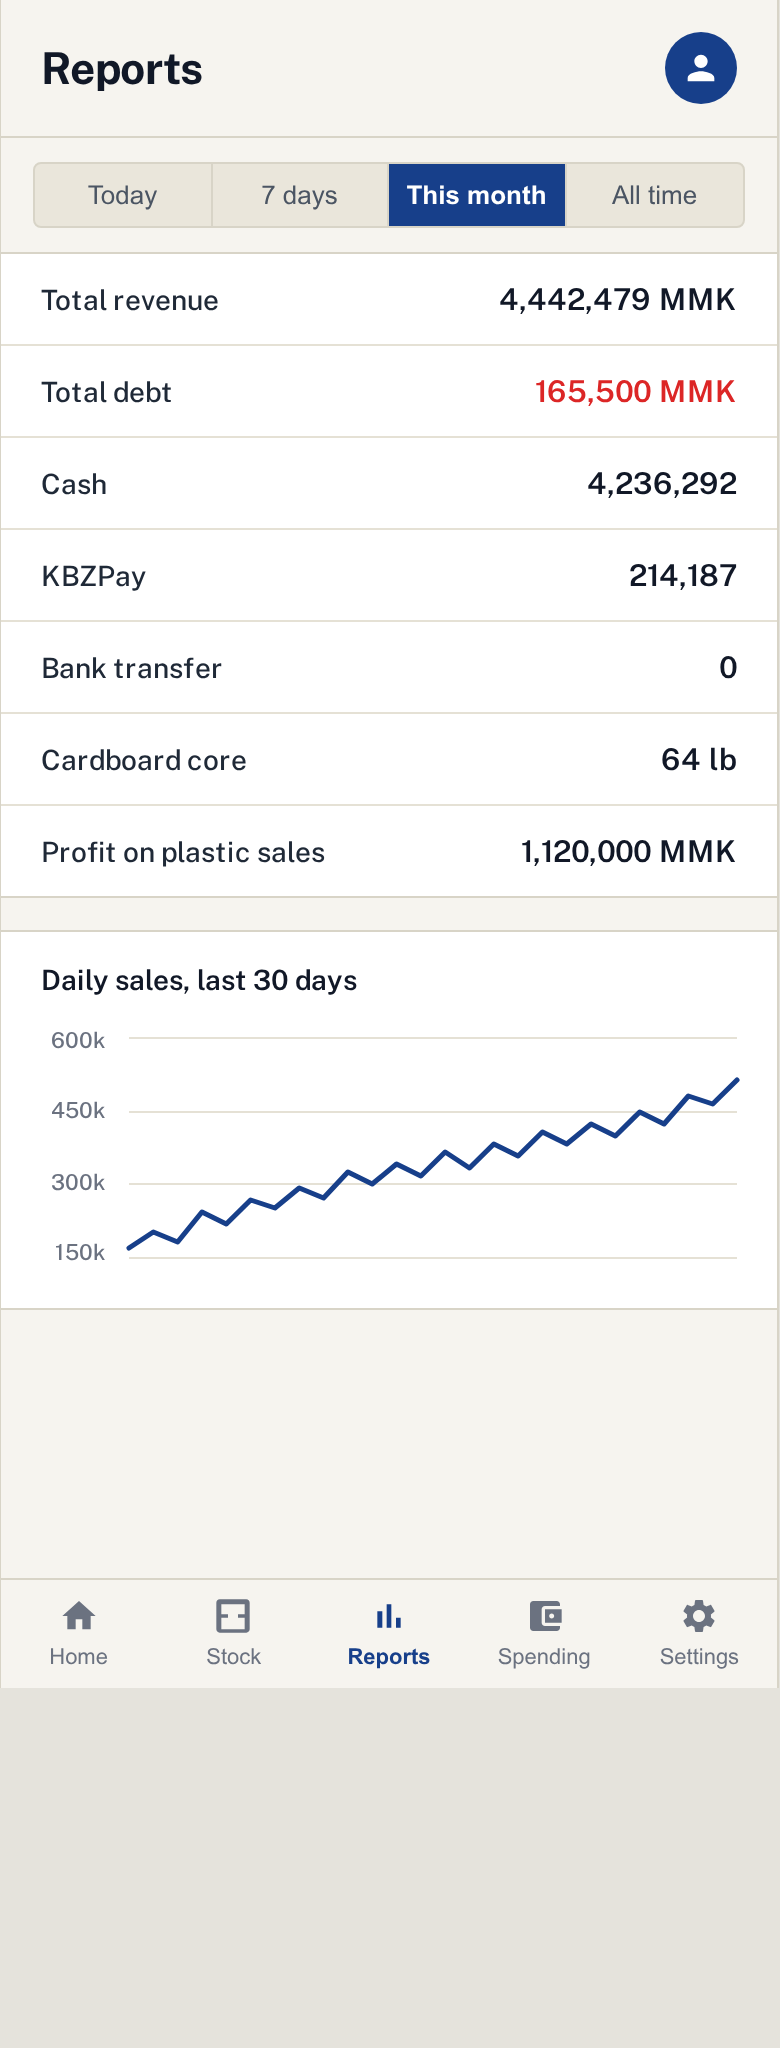 Reports
Today 7 days This month All time
Total revenue 4,442,479 MMK
Total debt 165,500 MMK
Cash 4,236,292
KBZPay 214,187
Bank transfer 0
Cardboard core 64 lb
Profit on plastic sales 1,120,000 MMK
Daily sales, last 30 days
600k
450k
300k
150k
Home Stock Reports Spending Settings